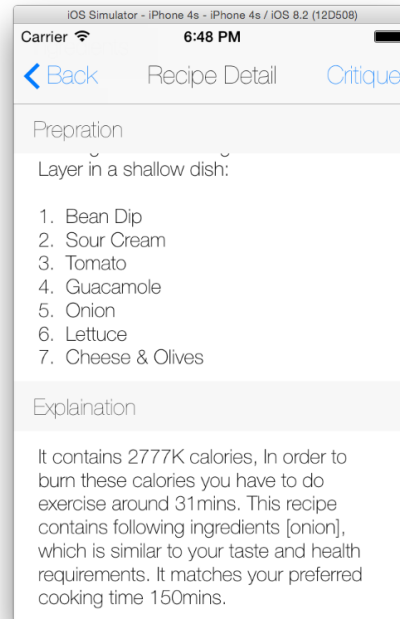 iOS Simulator - iPhone 4s - iPhone 4s / iOS 8.2 (12D508)
Carrier 6:48 PM
Back Recipe Detail Critique
Prepration
Layer in a shallow dish:
1. Bean Dip
2. Sour Cream
3. Tomato
4. Guacamole
5. Onion
6. Lettuce
7. Cheese & Olives
Explaination
It contains 2777K calories, In order to
burn these calories you have to do
exercise around 31mins. This recipe
contains following ingredients [onion],
which is similar to your taste and health
requirements. It matches your preferred
cooking time 150mins.